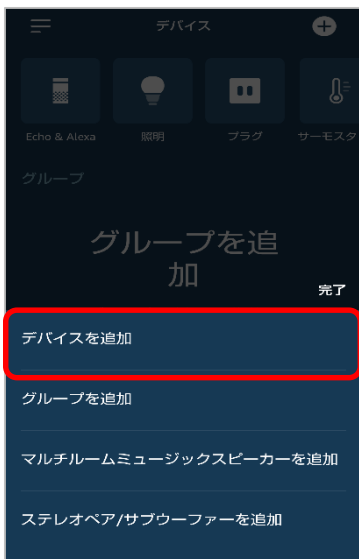 デバイス
Echo & Alexa 照明 プラグ サーモスタ
グループ
グループを追
加
完了
デバイスを追加
グループを追加
マルチルームミュージックスピーカーを追加
ステレオペア/サブウーファーを追加